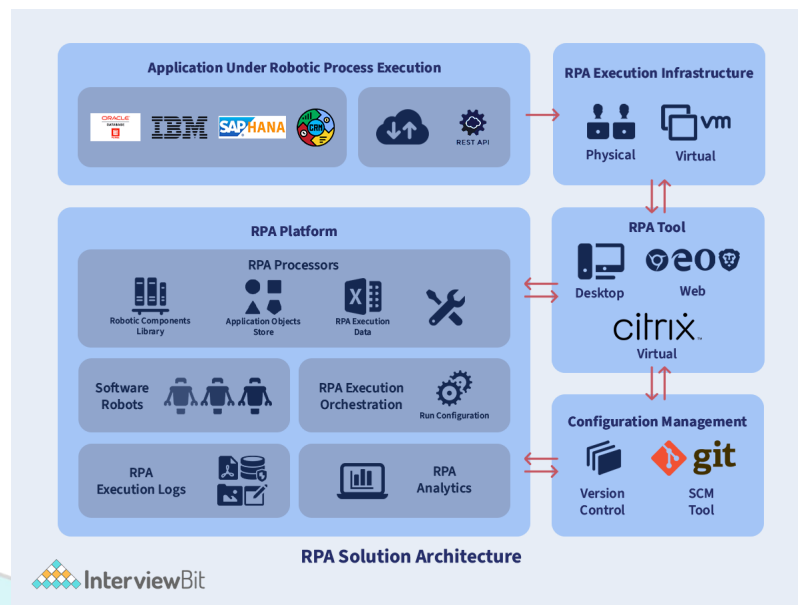 Application Under Robotic Process Execution
ORACLE
DATABASE
IBM
SAP HANA
CRM
REST API
RPA Execution Infrastructure
vm
Physical
Virtual
RPA Platform
RPA Processors
Robotic Components
Library
Application Objects
Store
X
RPA Execution
Data
RPA Tool
Desktop
Web
citrix
Virtual
Software
Robots
RPA Execution
Orchestration
Run Configuration
RPA
Execution Logs
RPA
Analytics
Configuration Management
git
Version
Control
SCM
Tool
RPA Solution Architecture
InterviewBit